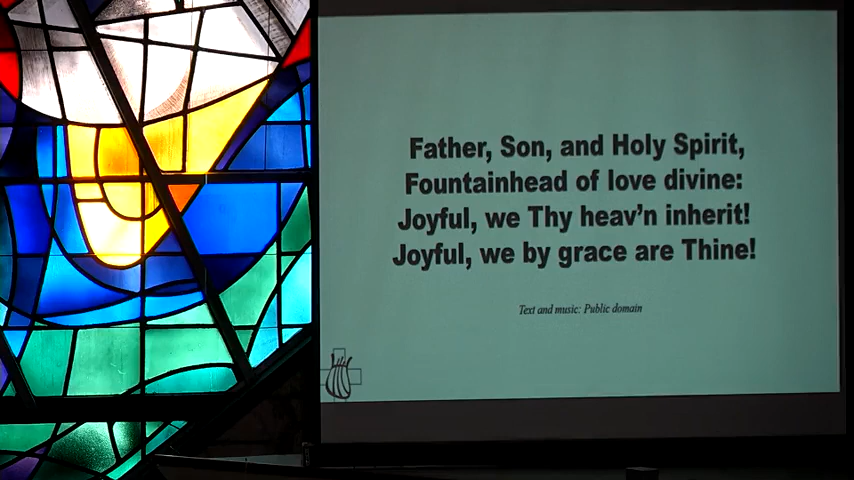 Father, Son, and Holy Spirit,
Fountainhead of love divine:
Joyful, we Thy heav'n inherit!
Joyful, we by grace are Thine!
Text and music: Public domain